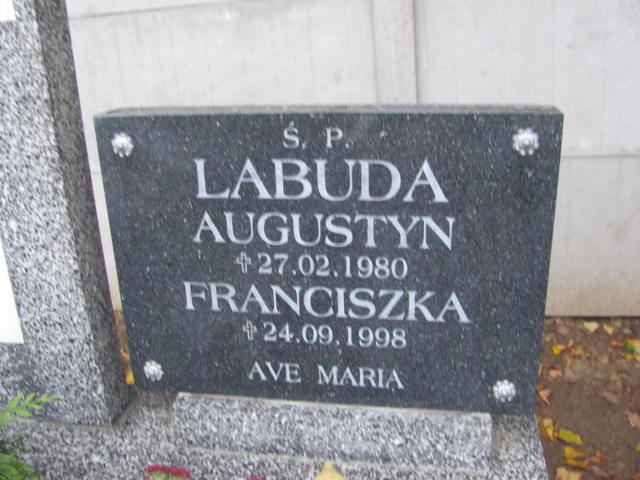 Ś. P.
LABUDA
AUGUSTYN
✝27.02.1980
FRANCISZKA
✝24.09.1998
AVE MARIA